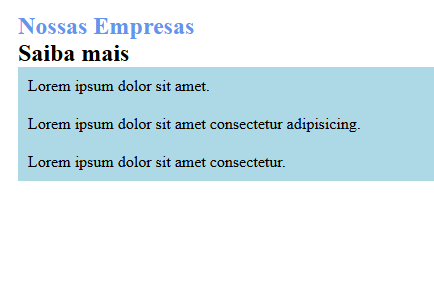 Nossas Empresas
Saiba mais
Lorem ipsum dolor sit amet.
Lorem ipsum dolor sit amet consectetur adipisicing.
Lorem ipsum dolor sit amet consectetur.